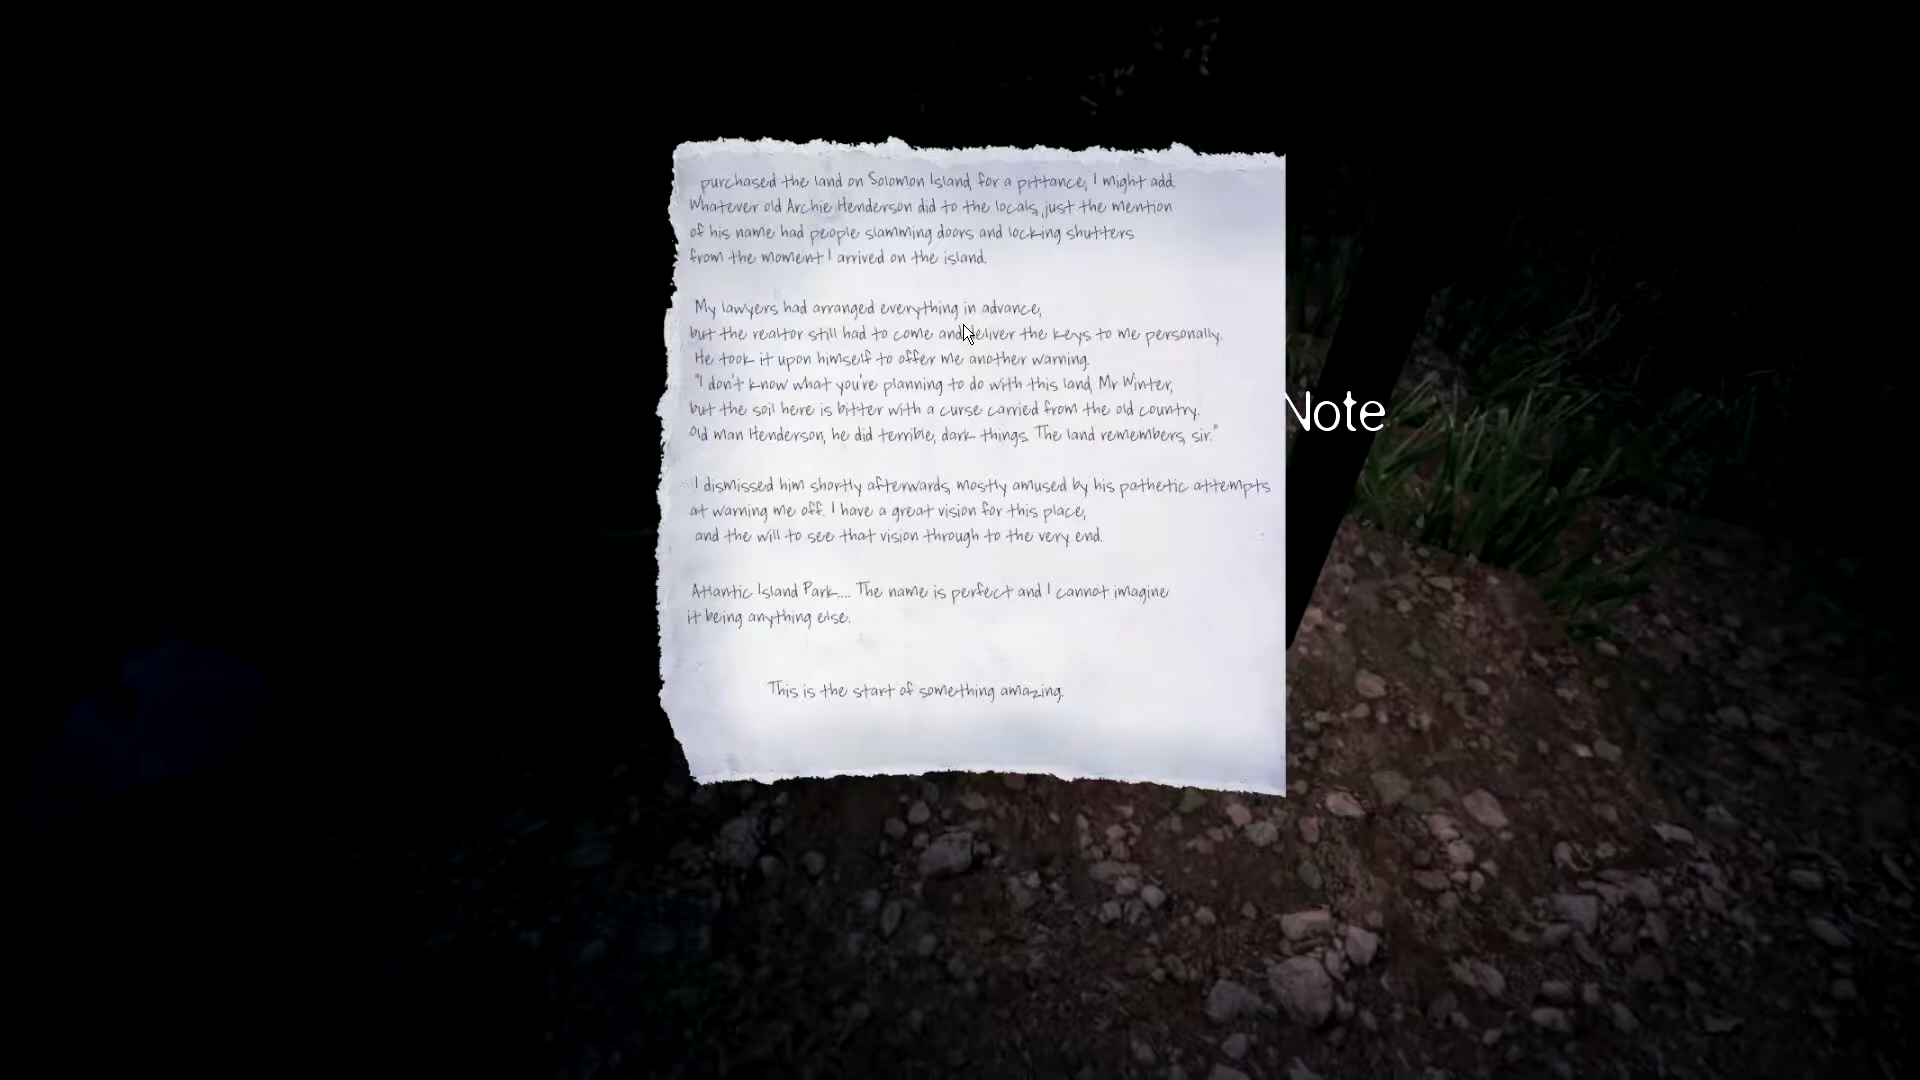 purchased the land on Solomon Island, for a pittance, I might add.
Whatever old Archie Henderson did to the locals, just the mention
of his name had people slamming doors and locking shutters
from the moment I arrived on the island.
My lawyers had arranged everything in advance,
but the realtor still had to come and deliver the keys to me personally.
He took it upon himself to offer me another warning.
"I don't know what you're planning to do with this land, Mr Winter,
but the soil here is bitter with a curse carried from the old country.
Old man Henderson, he did terrible, dark things. The land remembers, sir."
I dismissed him shortly afterwards, mostly amused by his pathetic attempts
at warning me off. I have a great vision for this place,
and the will to see that vision through to the very end.
Atlantic Island Park.... The name is perfect and I cannot imagine
it being anything else.
This is the start of something amazing.
Note